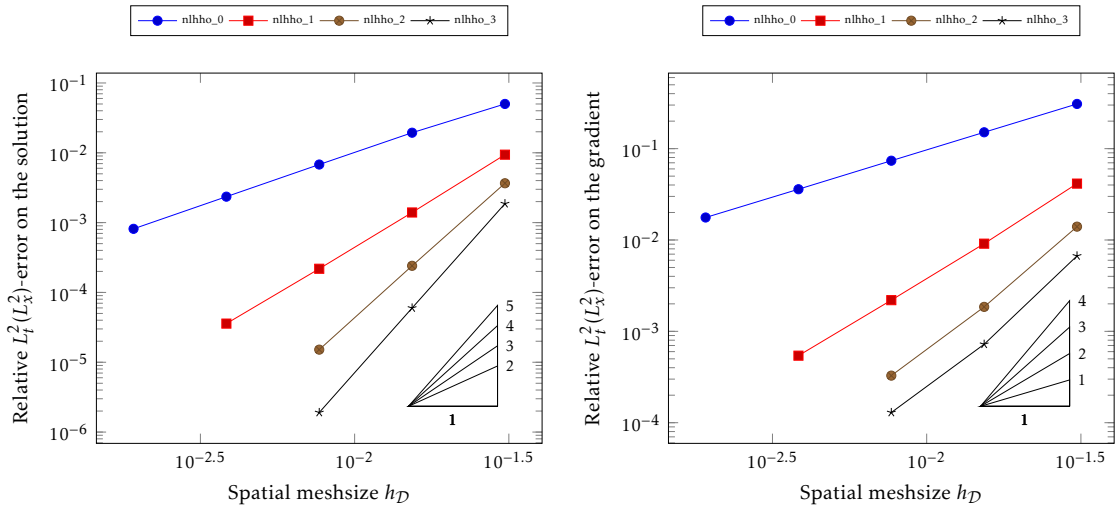 nlhho_0 nlhho_1 nlhho_2 nlhho_3
10^{-1}
10^{-2}
10^{-3}
10^{-4}
10^{-5}
10^{-6}
Relative L_t^2(L_x^2)-error on the solution
5
4
3
2
1
10^{-2.5} 10^{-2} 10^{-1.5}
Spatial meshsize h_𝒟
nlhho_0 nlhho_1 nlhho_2 nlhho_3
10^{-1}
10^{-2}
10^{-3}
10^{-4}
Relative L_t^2(L_x^2)-error on the gradient
4
3
2
1
1
10^{-2.5} 10^{-2} 10^{-1.5}
Spatial meshsize h_𝒟